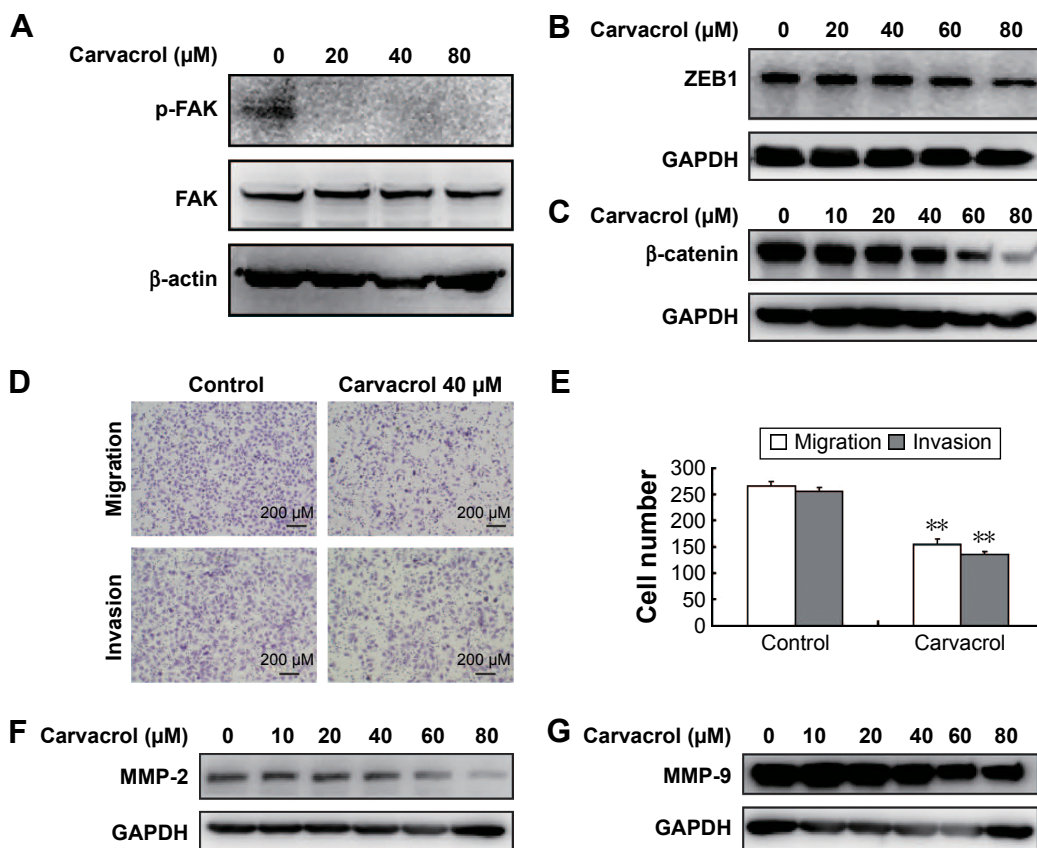 A
Carvacrol (µM)
0 20 40 80
p-FAK
FAK
β-actin
B
Carvacrol (µM) 0 20 40 60 80
ZEB1
GAPDH
C
Carvacrol (µM) 0 10 20 40 60 80
β-catenin
GAPDH
D
Control Carvacrol 40 µM
Migration
200 µM 200 µM
Invasion
200 µM 200 µM
E
Migration Invasion
Cell number
300
250
200
150
100
50
0
** **
Control Carvacrol
F
Carvacrol (µM) 0 10 20 40 60 80
MMP-2
GAPDH
G
Carvacrol (µM) 0 10 20 40 60 80
MMP-9
GAPDH